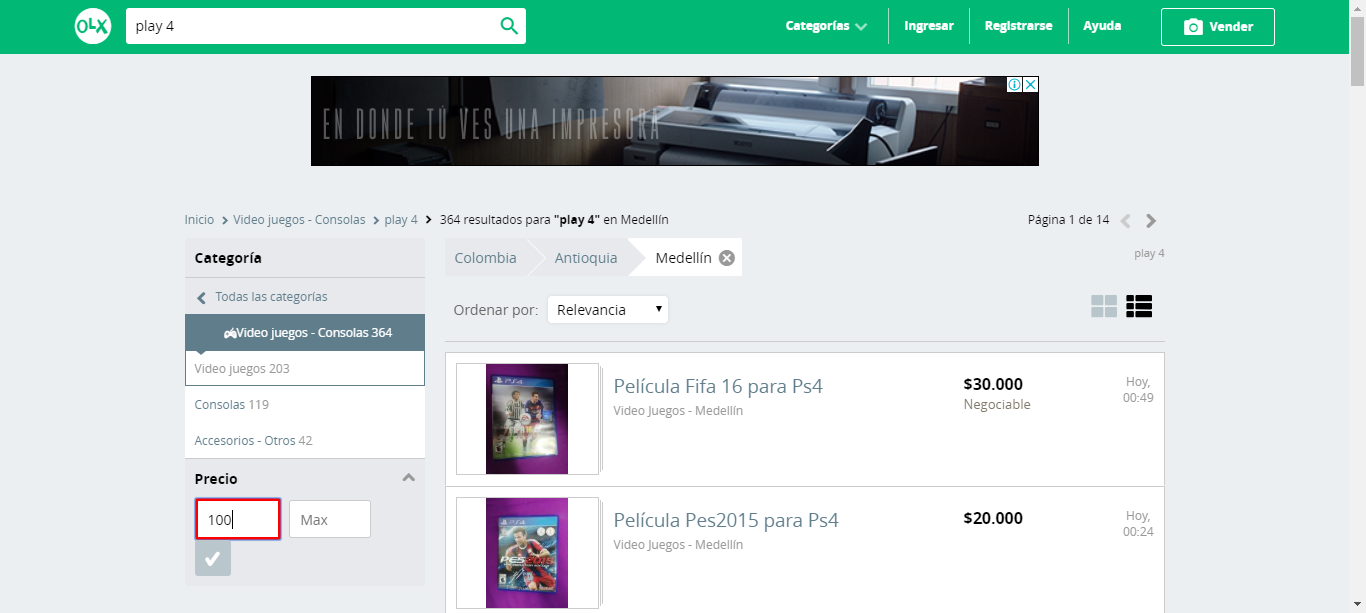 OLX
play 4
Categorías
Ingresar
Registrarse
Ayuda
Vender
EN DONDE TÚ VES UNA IMPRESORA
Inicio
Video juegos - Consolas
play 4
364 resultados para "play 4" en Medellín
Página 1 de 14
Categoría
Todas las categorías
Video juegos - Consolas 364
Video juegos 203
Consolas 119
Accesorios - Otros 42
Precio
100
Max
Colombia
Antioquia
Medellín
play 4
Ordenar por:
Relevancia
PS4
Película Fifa 16 para Ps4
Video Juegos - Medellín
$30.000
Negociable
Hoy,
00:49
PS4
PES2015
Película Pes2015 para Ps4
Video Juegos - Medellín
$20.000
Hoy,
00:24